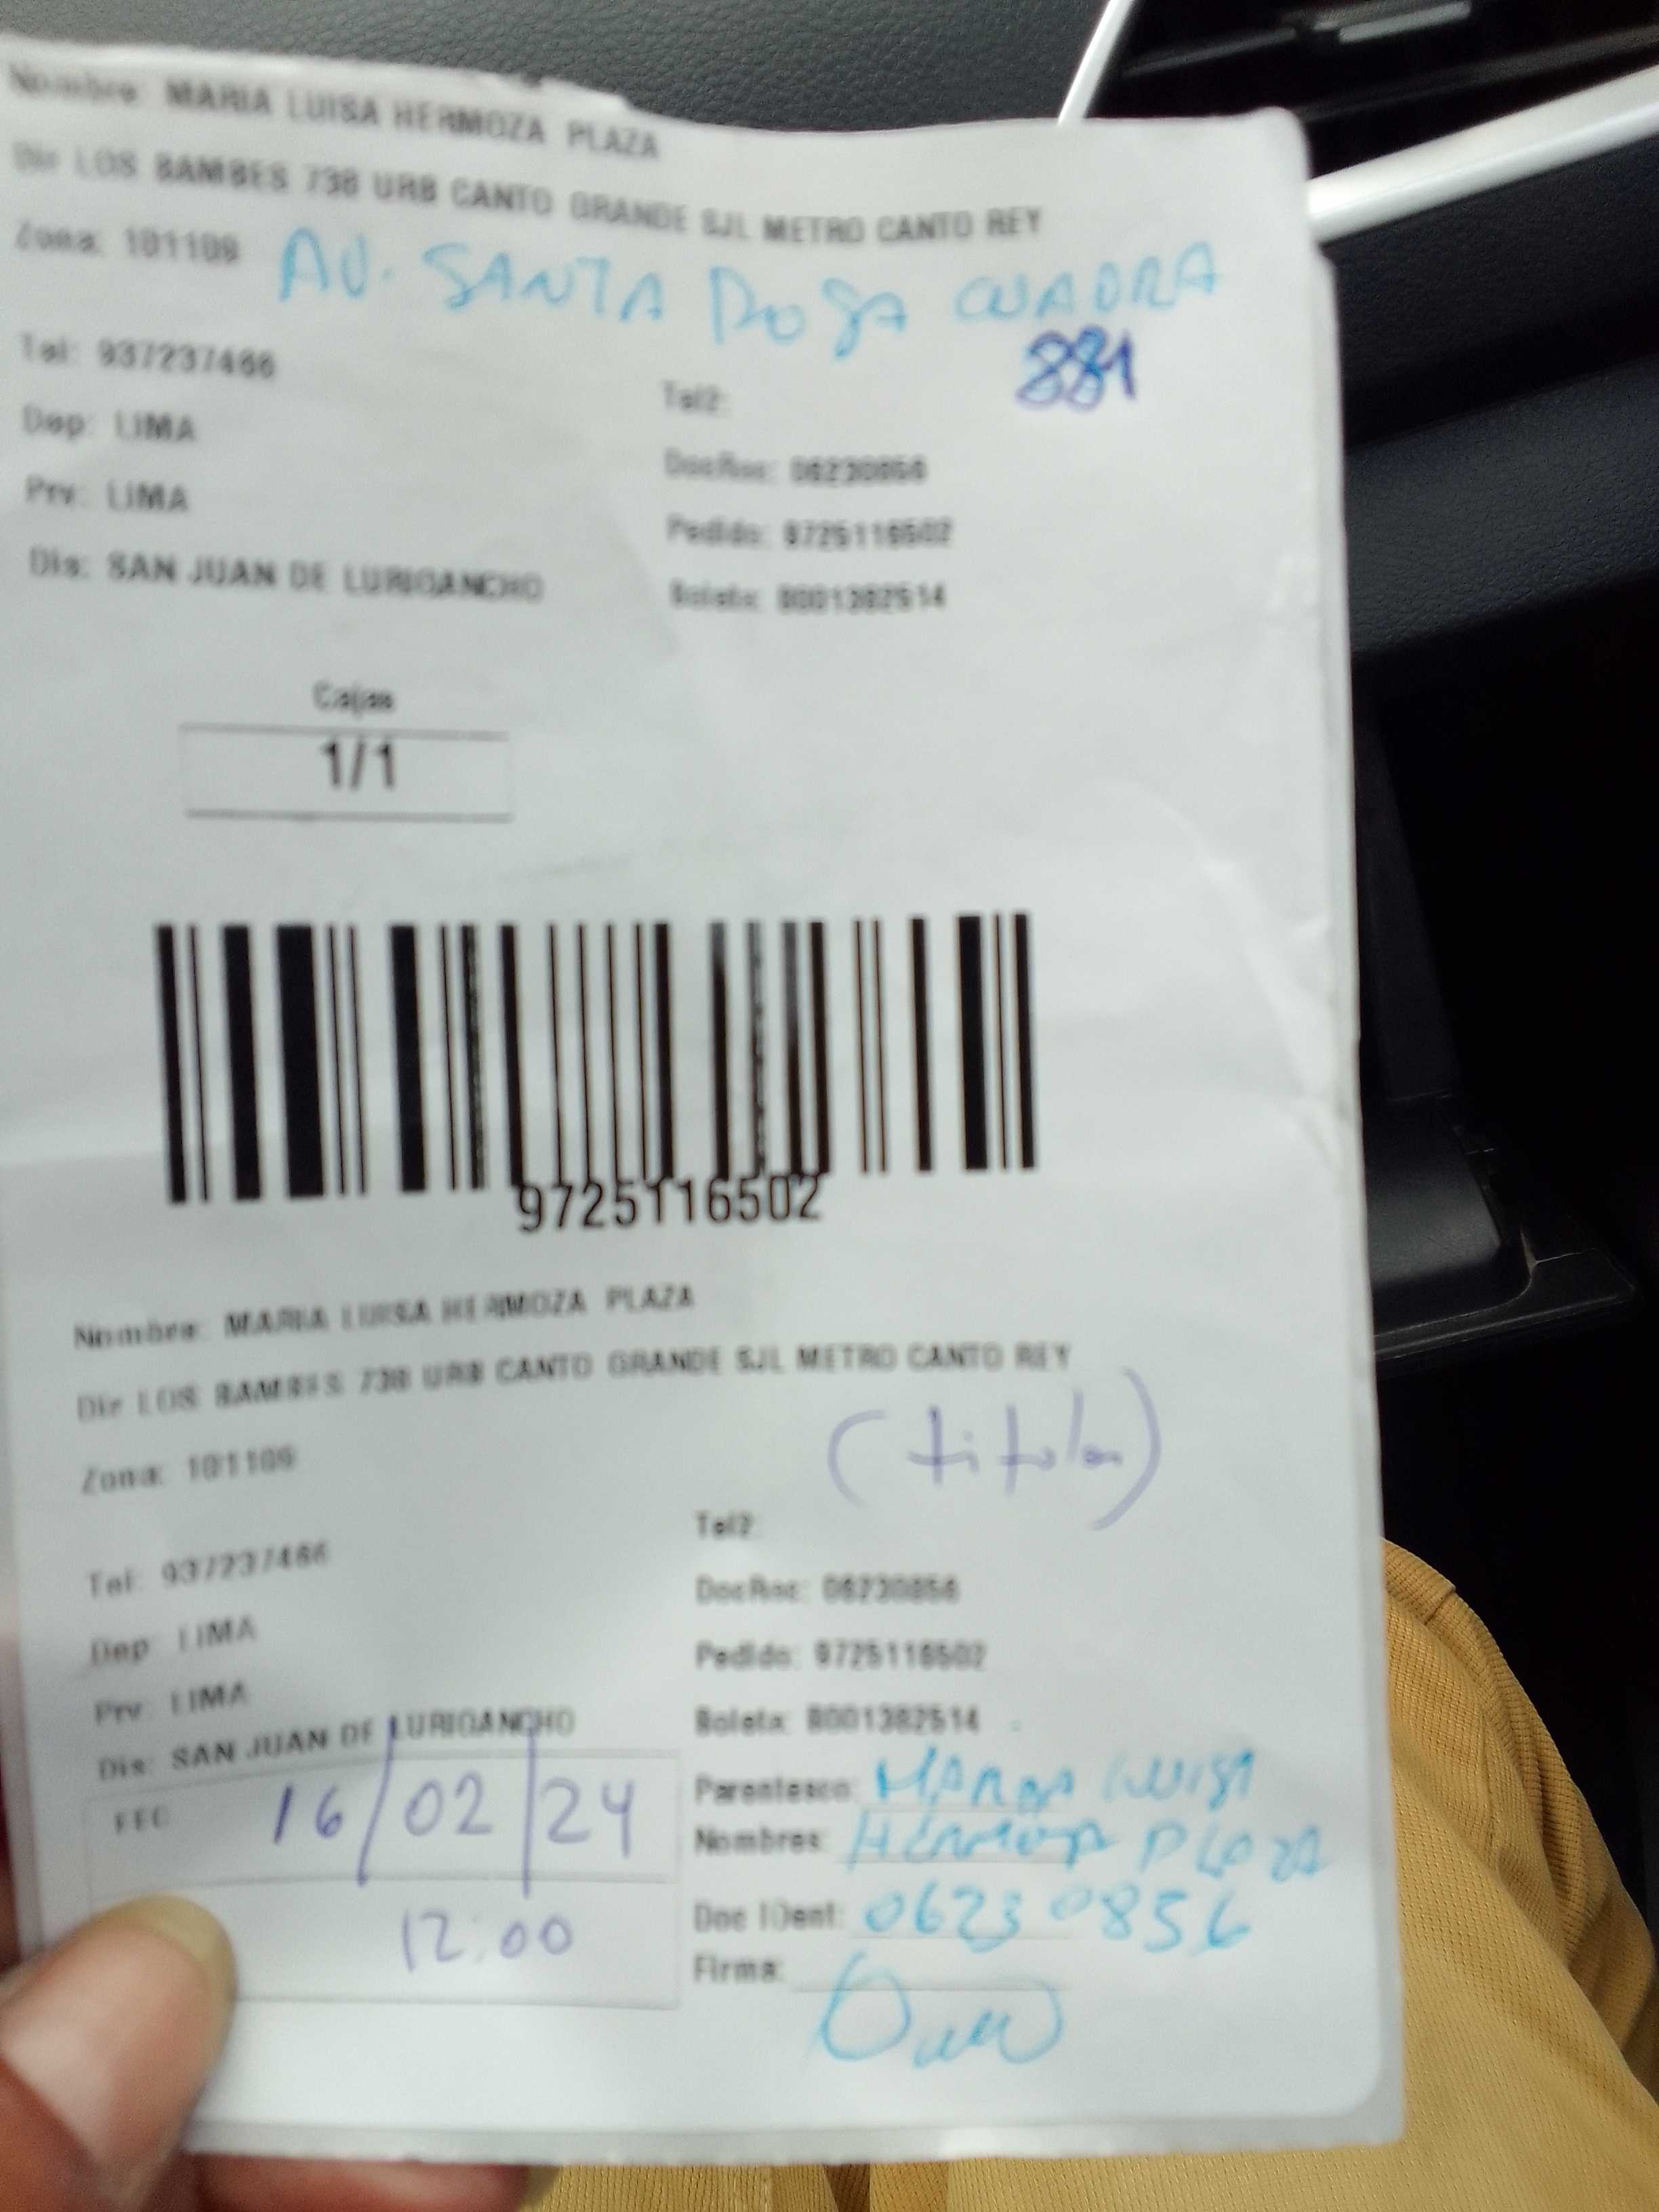 Nombre: MARIA LUISA HERMOZA PLAZA
Dir LOS BAMBES 738 URB CANTO GRANDE SJL METRO CANTO REY
Zona: 101109
AV. SANTA ROSA CUADRA
881
Tel: 937237466
Tel2:
Dep: LIMA
DocRec: 06230856
Prv: LIMA
Pedido: 9725116502
Dis: SAN JUAN DE LURIGANCHO
Boleta: B001382514
Cajas
1/1
9725116502
Nombre: MARIA LUISA HERMOZA PLAZA
Dir LOS BAMBES 738 URB CANTO GRANDE SJL METRO CANTO REY
Zona: 101109
(titular)
Tel2:
Tel: 937237466
DocRec: 06230856
Dep: LIMA
Pedido: 9725116502
Prv: LIMA
Boleta: B001382514
Dis: SAN JUAN DE LURIGANCHO
FEC 16/02/24
12:00
Parentesco: MARIA LUISA
Nombres: HERMOZA PLAZA
Doc IDent: 06230856
Firma: